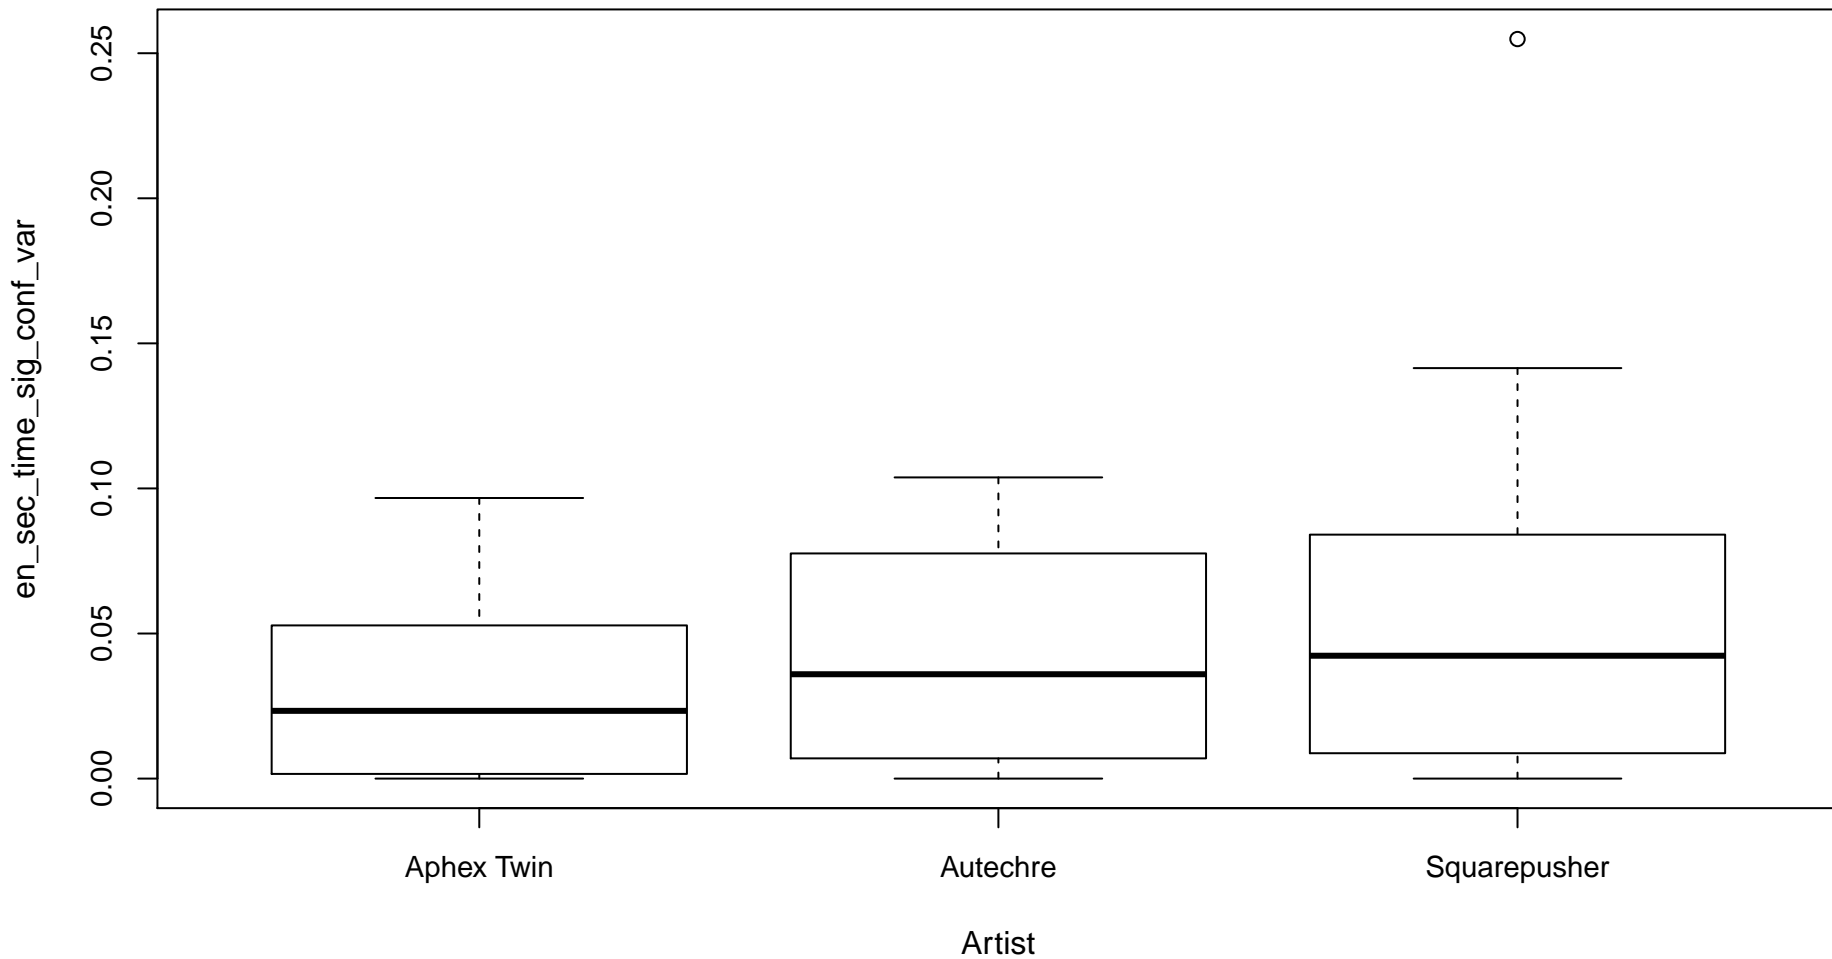 en_sec_time_sig_conf_var
0.25
0.20
0.15
0.10
0.05
0.00
Aphex Twin
Autechre
Squarepusher
Artist